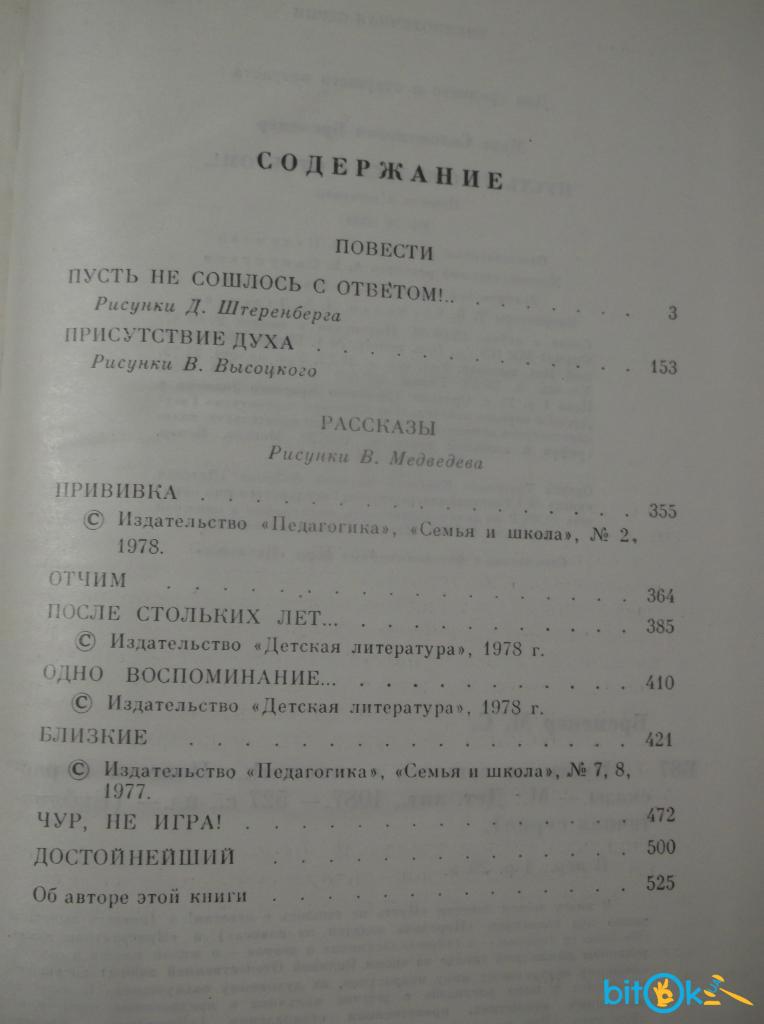 СОДЕРЖАНИЕ
ПОВЕСТИ
ПУСТЬ НЕ СОШЛОСЬ С ОТВЕТОМ!.. . . . . . . . 3
Рисунки Д. Штеренберга
ПРИСУТСТВИЕ ДУХА . . . . . . . . . . . . 153
Рисунки В. Высоцкого
РАССКАЗЫ
Рисунки В. Медведева
ПРИВИВКА . . . . . . . . . . . . . . . . . 355
© Издательство «Педагогика», «Семья и школа», № 2,
1978.
ОТЧИМ . . . . . . . . . . . . . . . . . . 364
ПОСЛЕ СТОЛЬКИХ ЛЕТ... . . . . . . . . . . . 385
© Издательство «Детская литература», 1978 г.
ОДНО ВОСПОМИНАНИЕ... . . . . . . . . . . . 410
© Издательство «Детская литература», 1978 г.
БЛИЗКИЕ . . . . . . . . . . . . . . . . . 421
© Издательство «Педагогика», «Семья и школа», № 7, 8,
1977.
ЧУР, НЕ ИГРА! . . . . . . . . . . . . . . . 472
ДОСТОЙНЕЙШИЙ . . . . . . . . . . . . . . 500
Об авторе этой книги . . . . . . . . . . . . . . 525
bitok